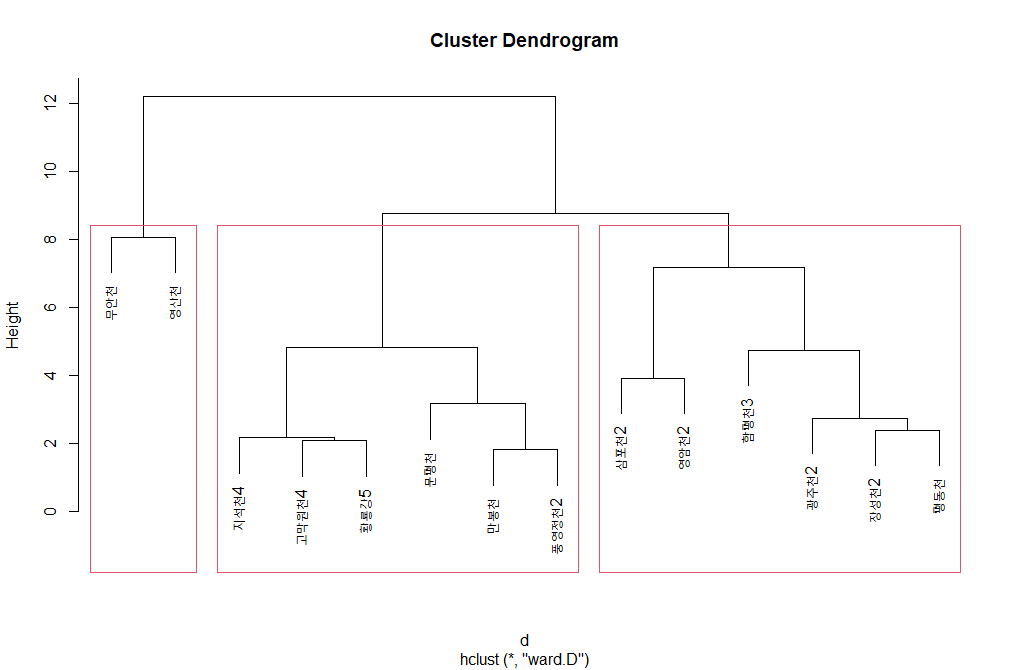 Cluster Dendrogram
Height
12
10
8
6
4
2
0
무안천
영산천
지석천4
고막원천4
황룡강5
문평천
만봉천
풍영정천2
삼포천2
영암천2
함평천3
광주천2
장성천2
평동천
d
hclust (*, "ward.D")